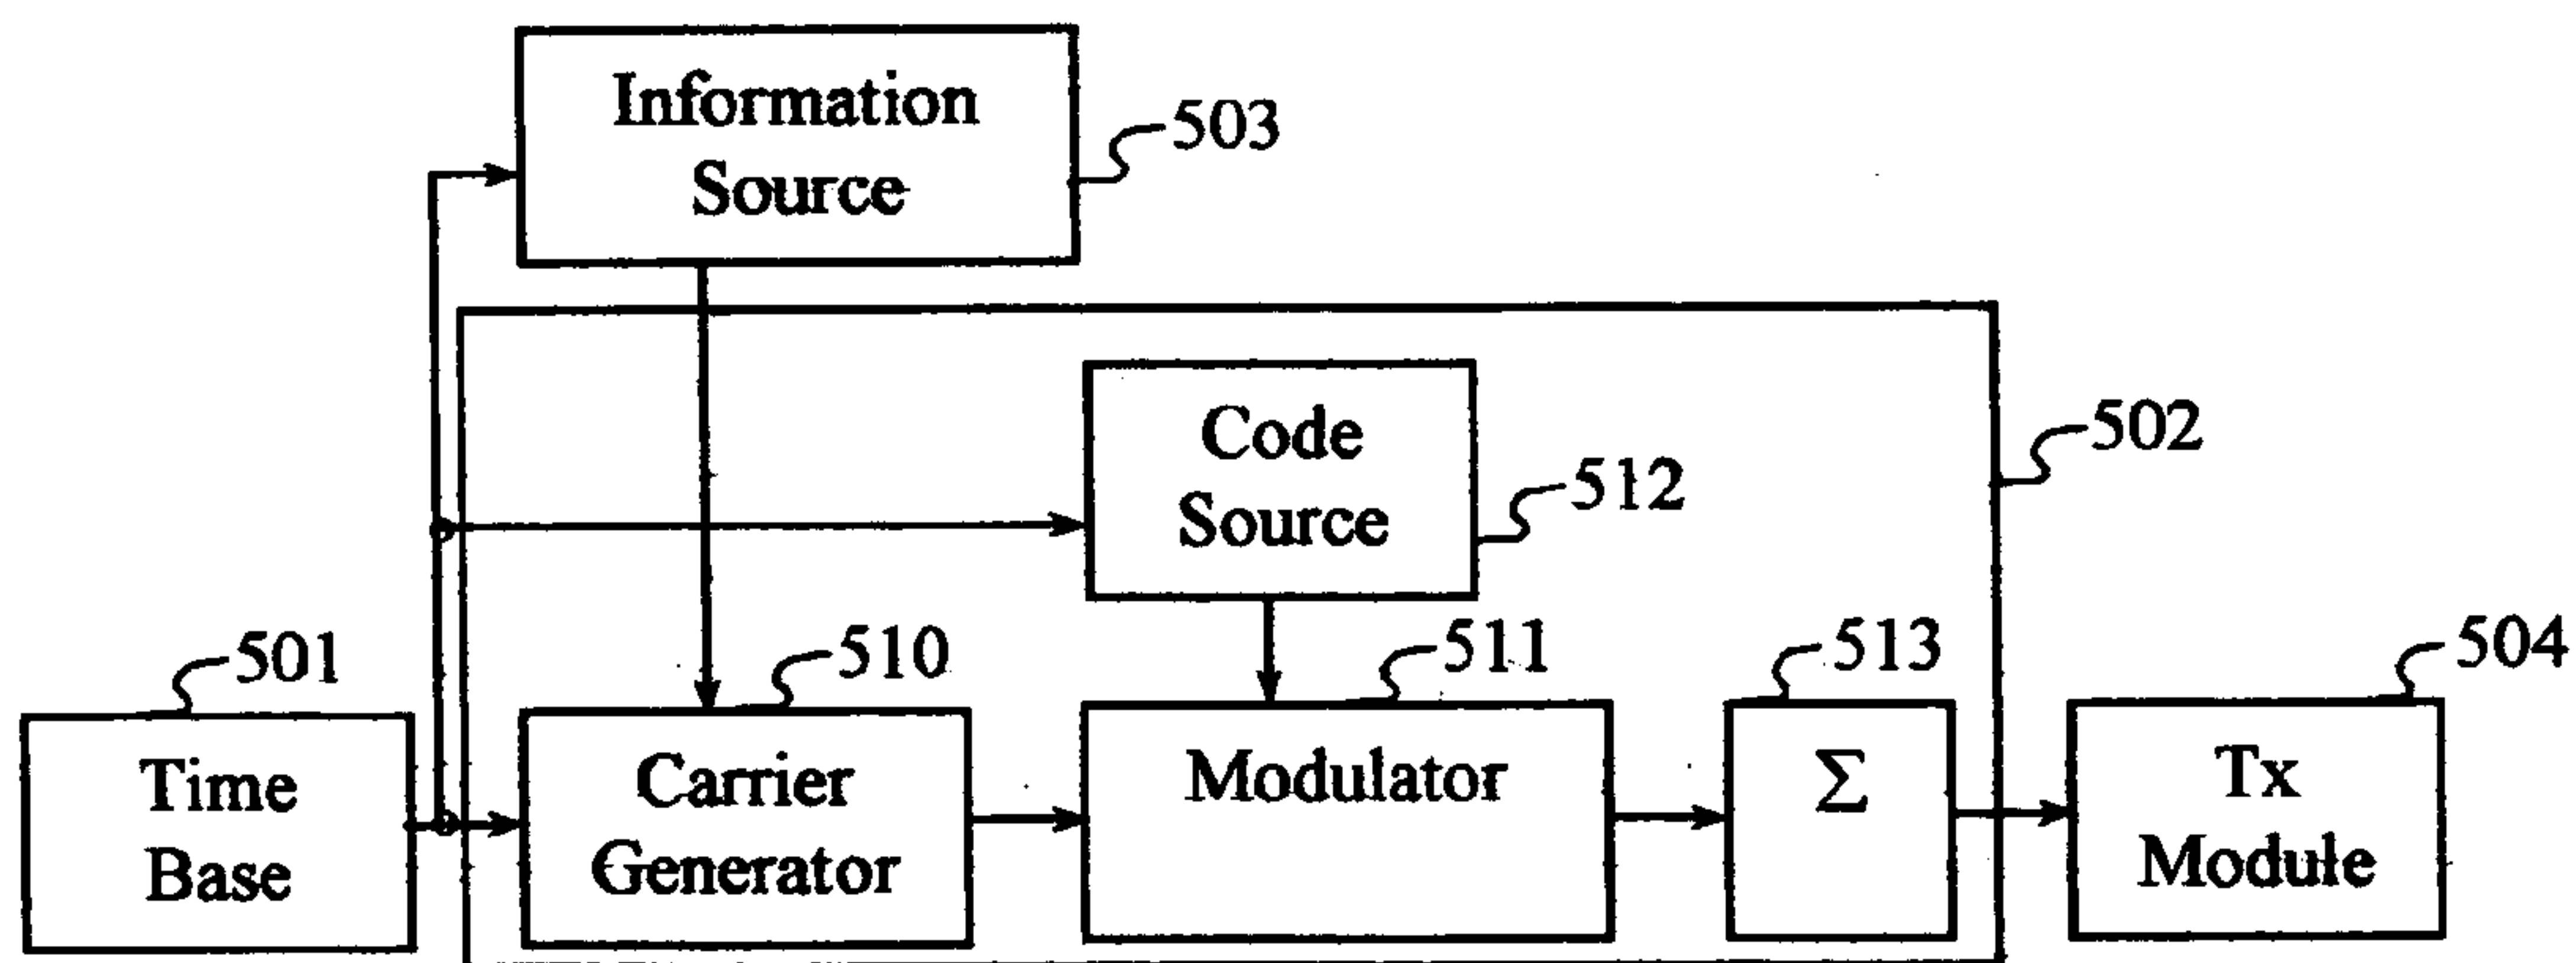 Information
Source
503
Code
Source
512
502
501
510
511
513
504
Time
Base
Carrier
Generator
Modulator
Σ
Tx
Module